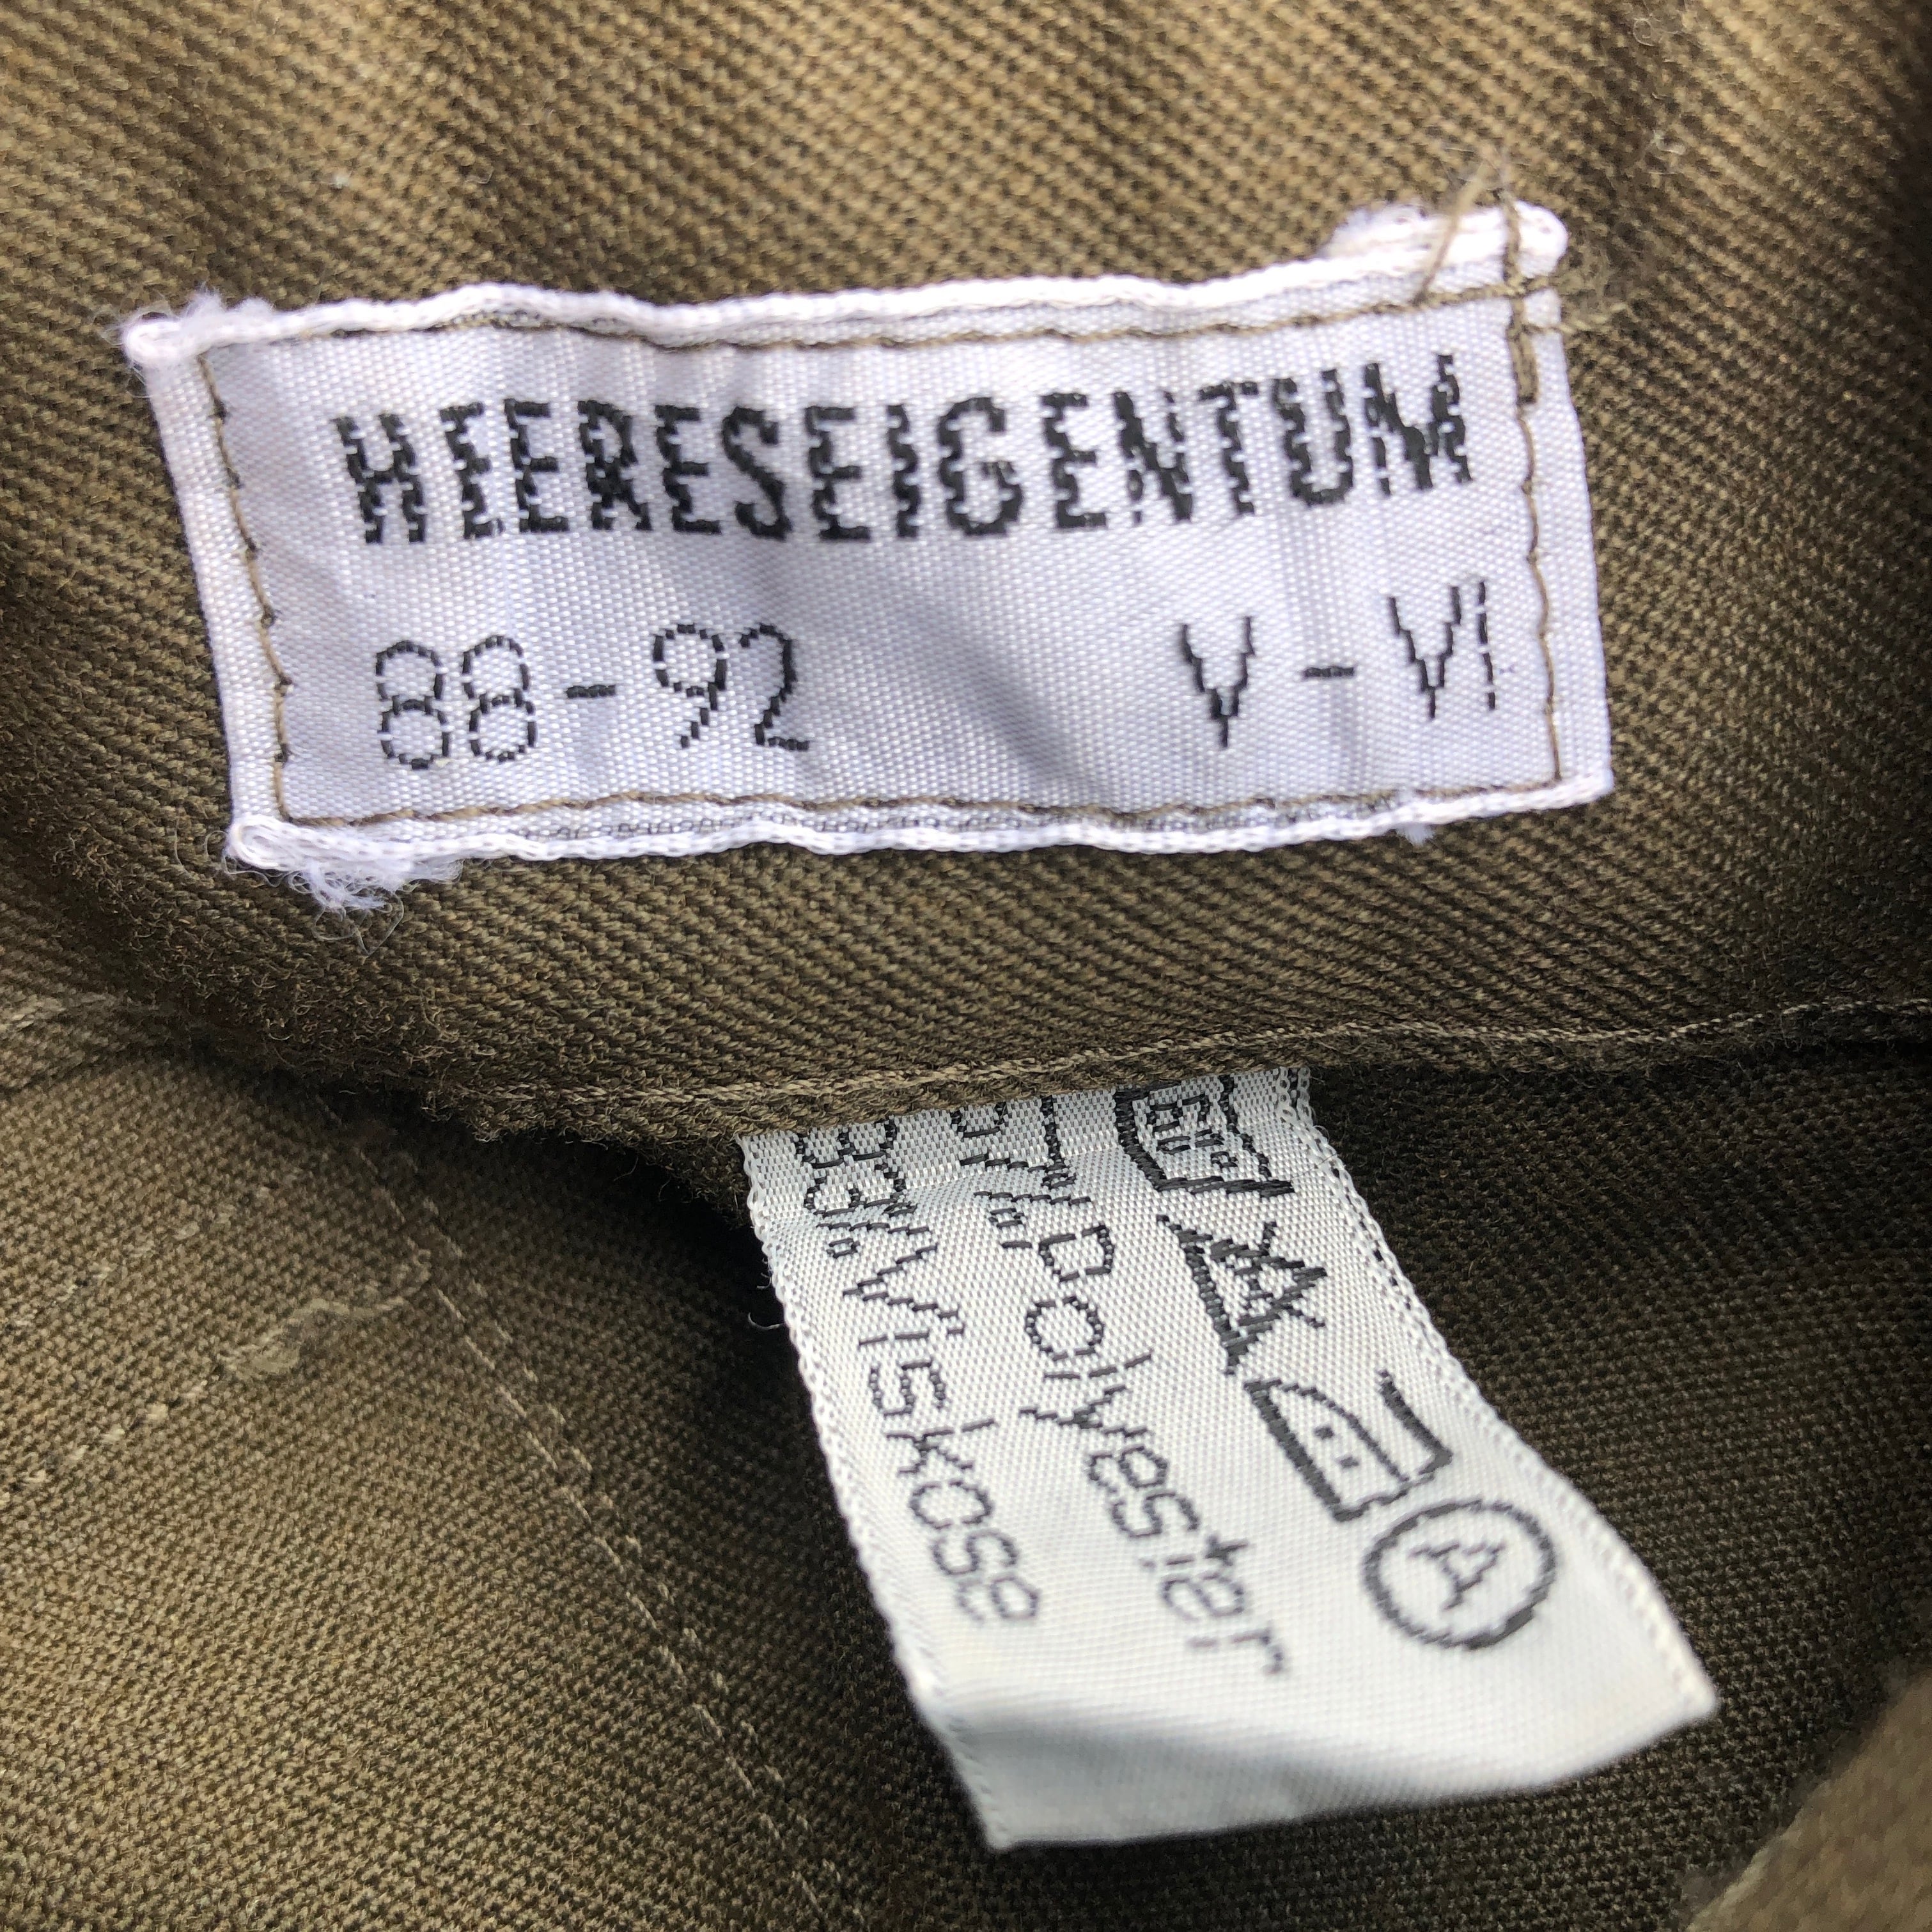 HEERESEIGENTUM
88-92 V-VI
67% Polyester
33% Viskose
A